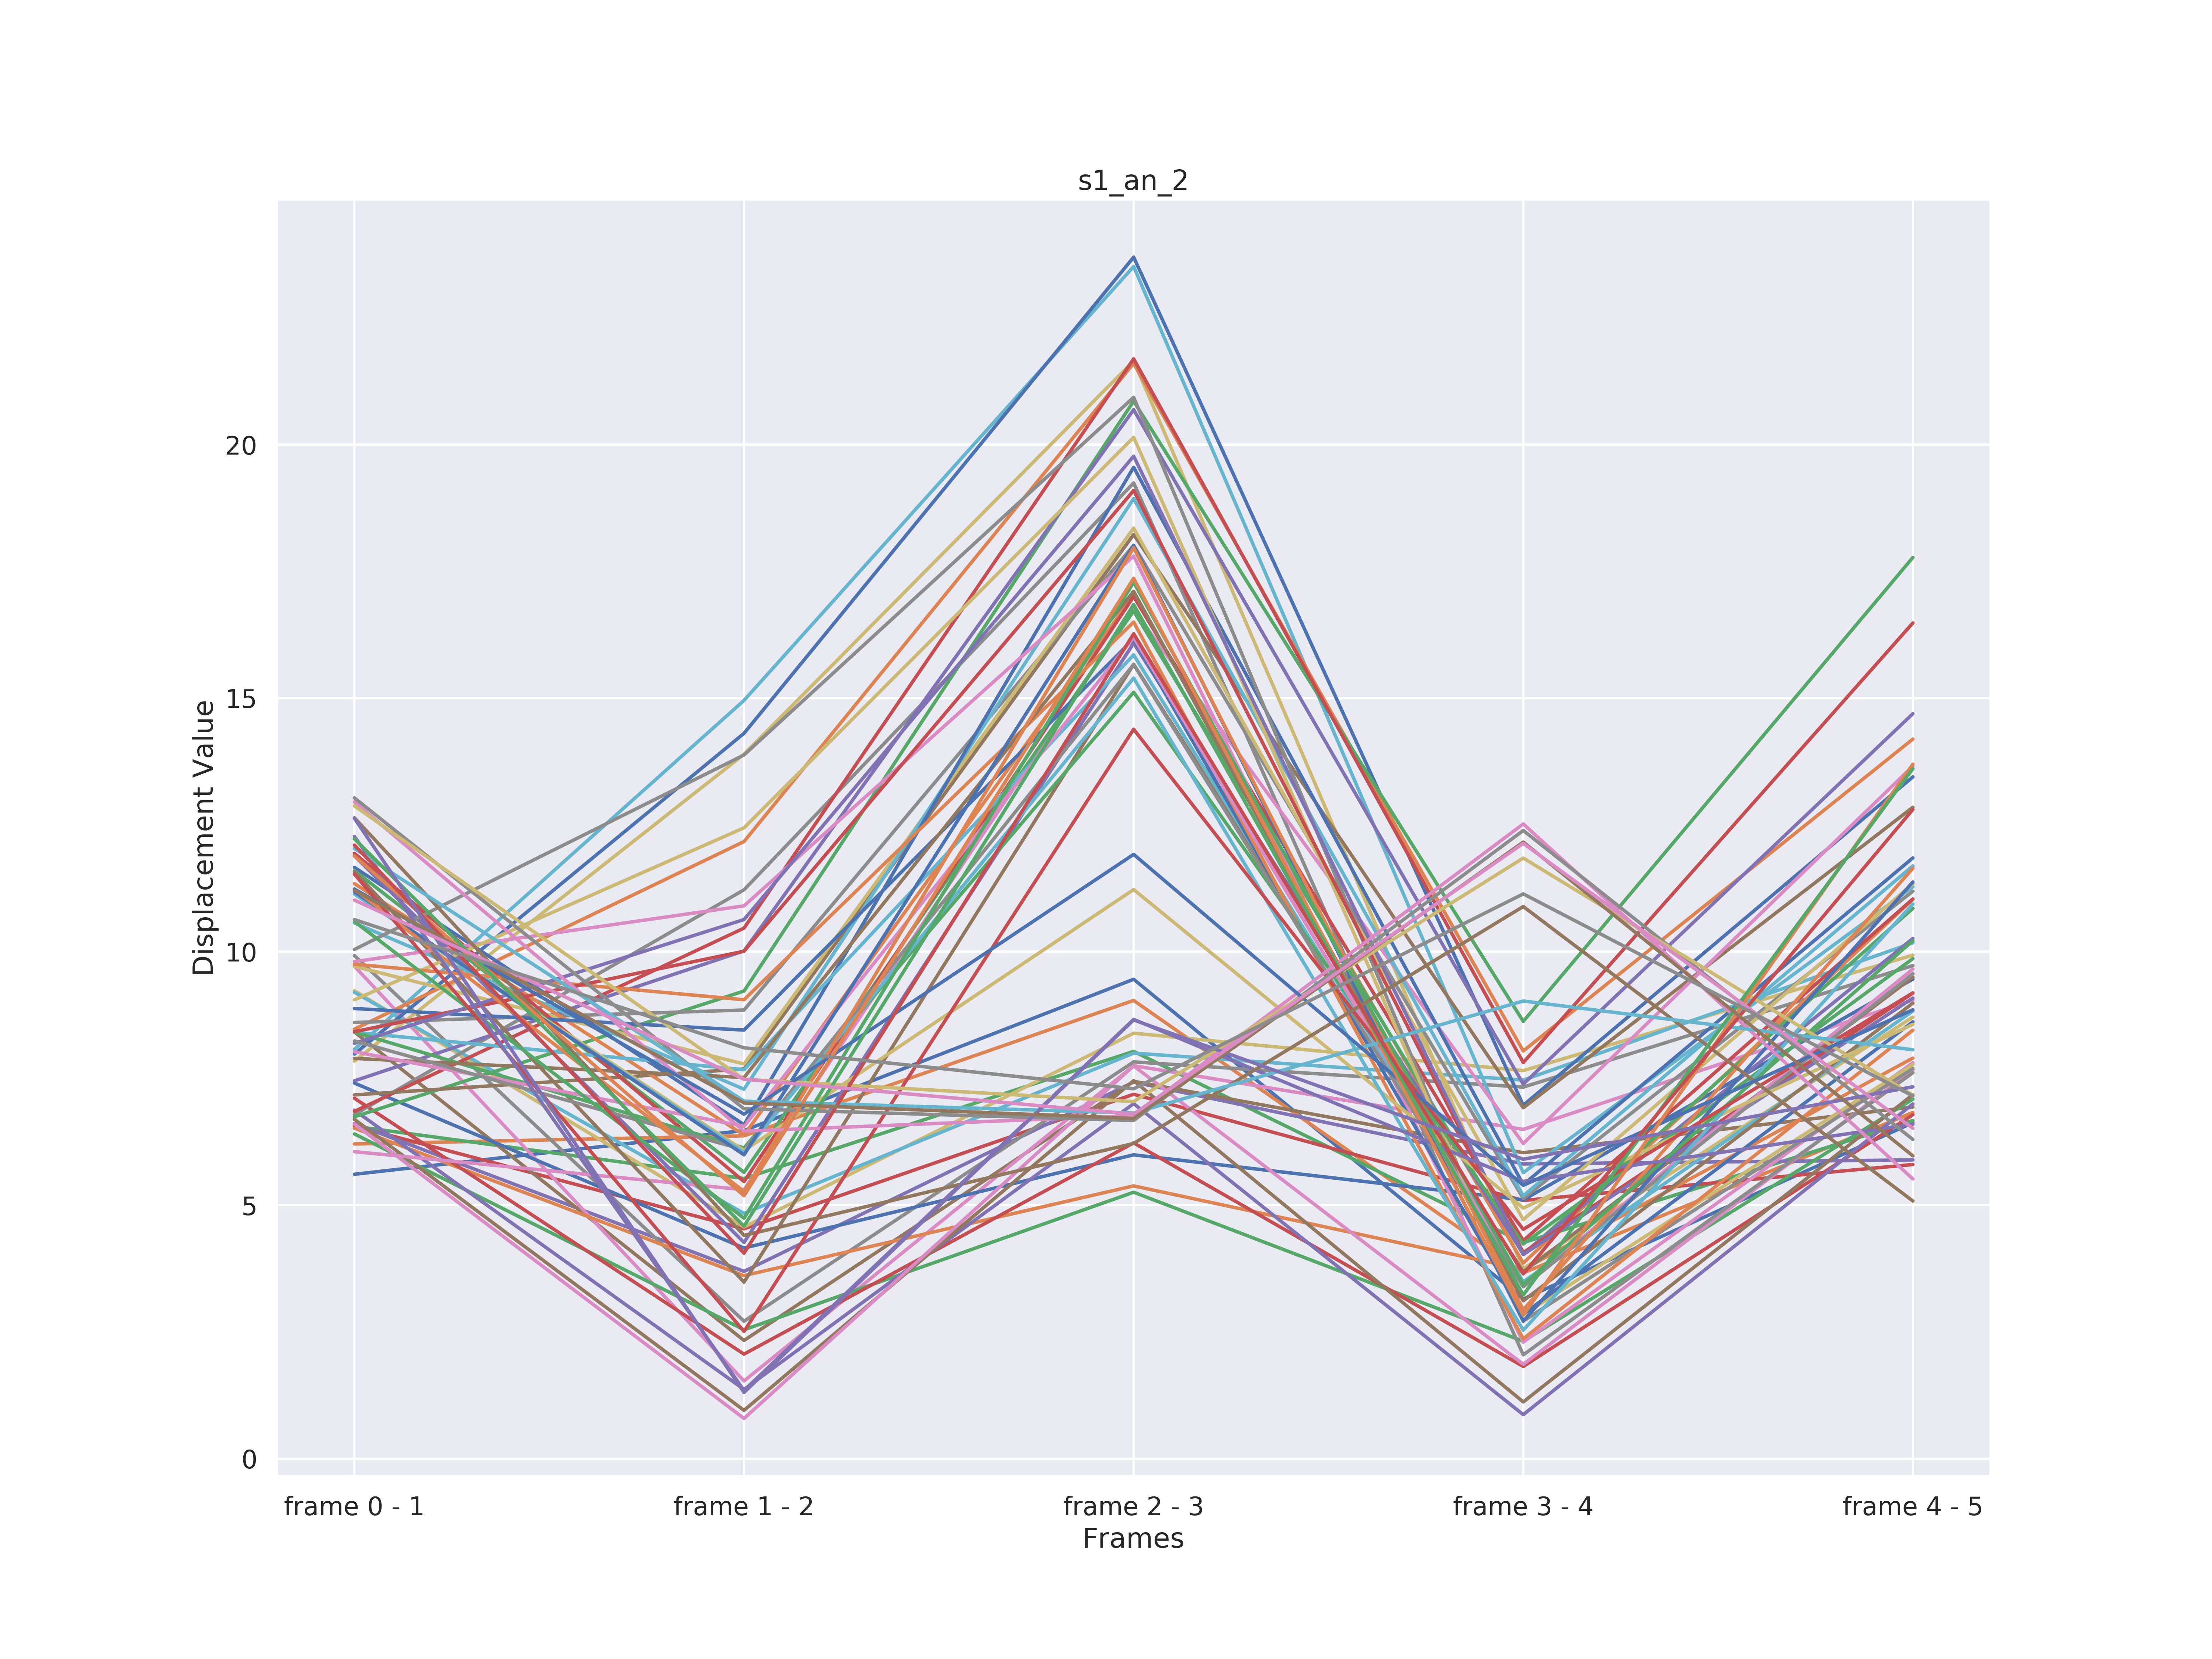 s1_an_2
Displacement Value
20
15
10
5
0
frame 0 - 1
frame 1 - 2
frame 2 - 3
frame 3 - 4
frame 4 - 5
Frames